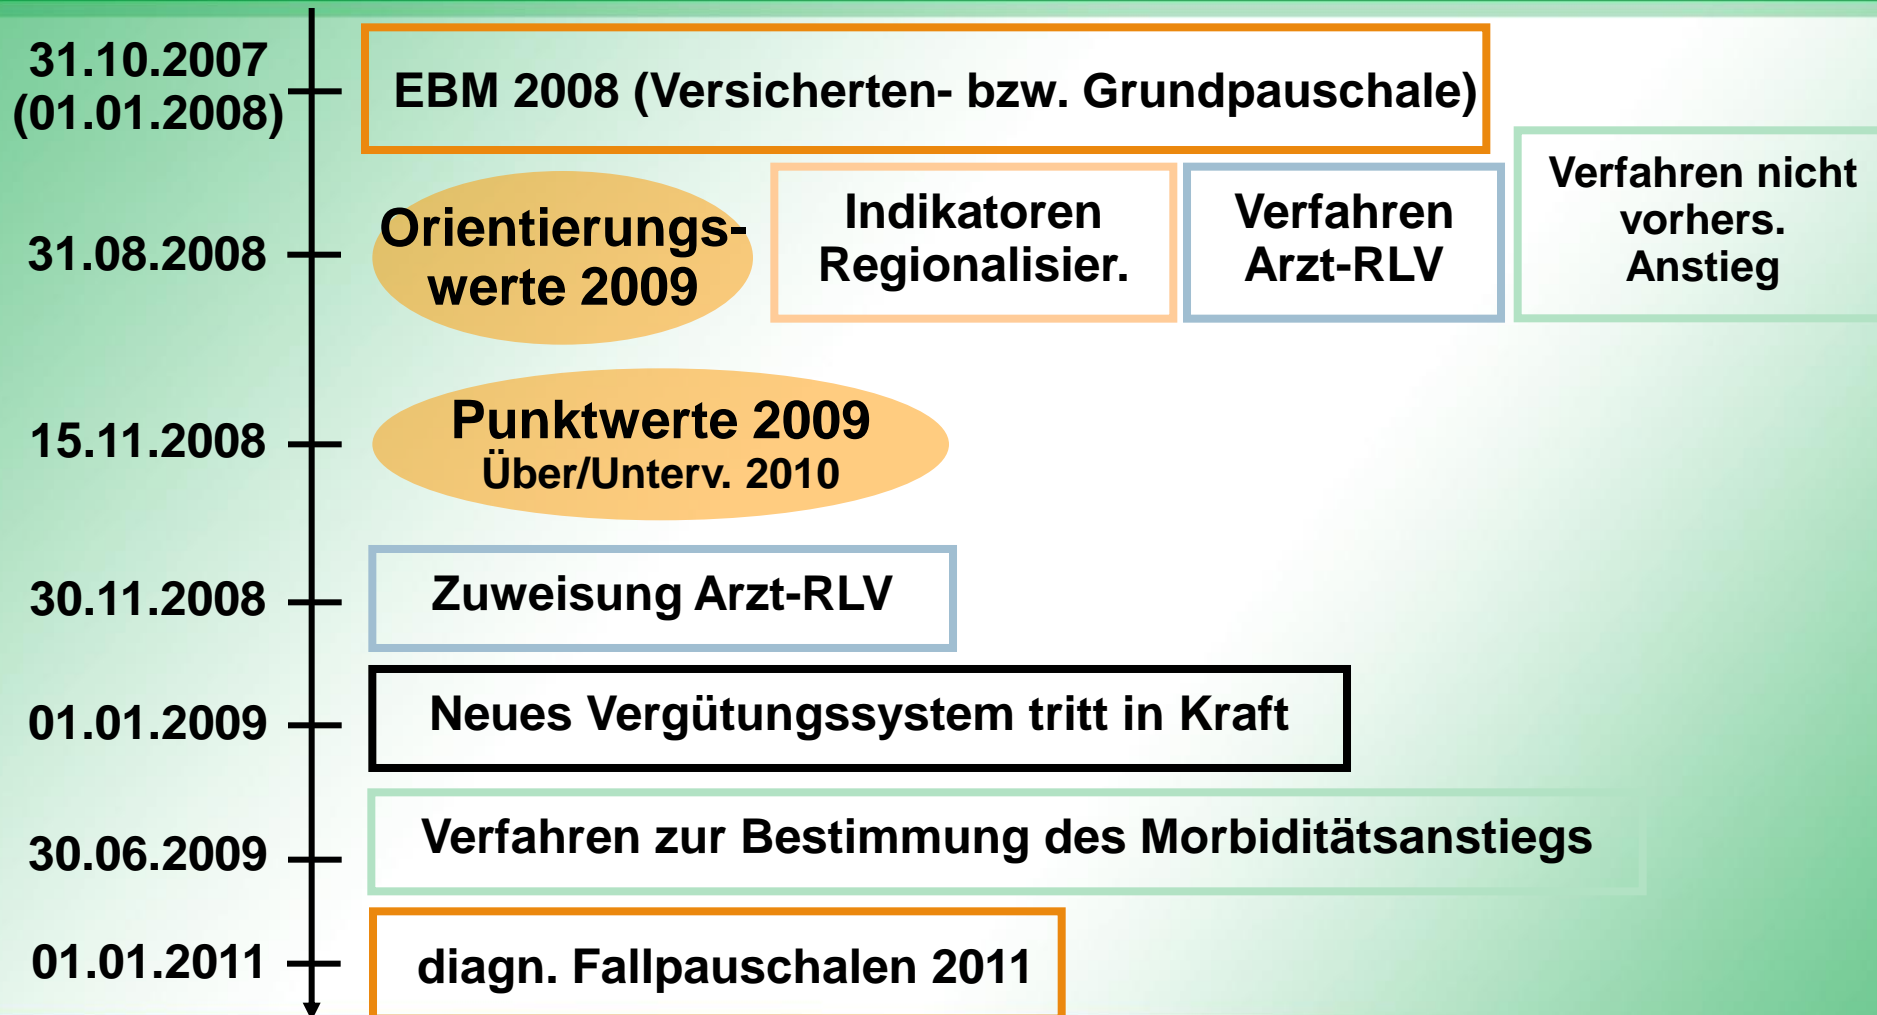 31.10.2007
(01.01.2008)
EBM 2008 (Versicherten- bzw. Grundpauschale)
31.08.2008
Orientierungs-
werte 2009
Indikatoren
Regionalisier.
Verfahren
Arzt-RLV
Verfahren nicht
vorhers.
Anstieg
15.11.2008
Punktwerte 2009
Über/Unterv. 2010
30.11.2008
Zuweisung Arzt-RLV
01.01.2009
Neues Vergütungssystem tritt in Kraft
30.06.2009
Verfahren zur Bestimmung des Morbiditätsanstiegs
01.01.2011
diagn. Fallpauschalen 2011